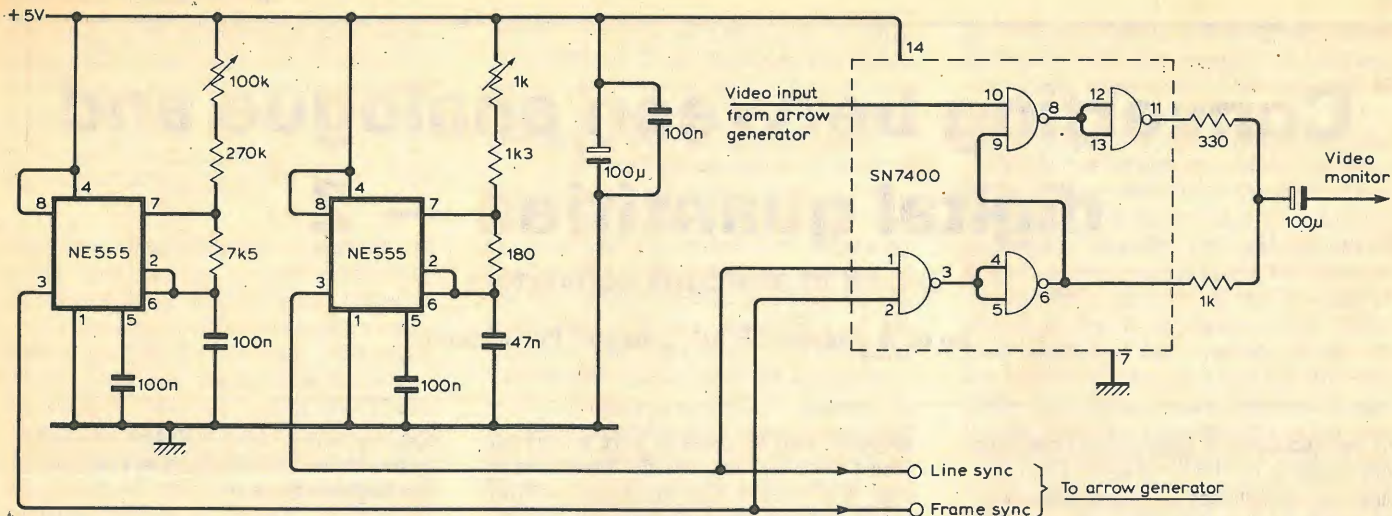 +5V
100k
270k
8
4
7
NE555
7k5
2
3
6
1
5
100n
100n
1k
1k3
8
4
7
NE555
180
2
3
6
1
5
47n
100n
100n
100µ
14
Video input
from arrow
generator
10
9
8
12
13
11
330
SN7400
Video
monitor
100µ
1
2
3
4
5
6
1k
7
Line sync
Frame sync
To arrow generator